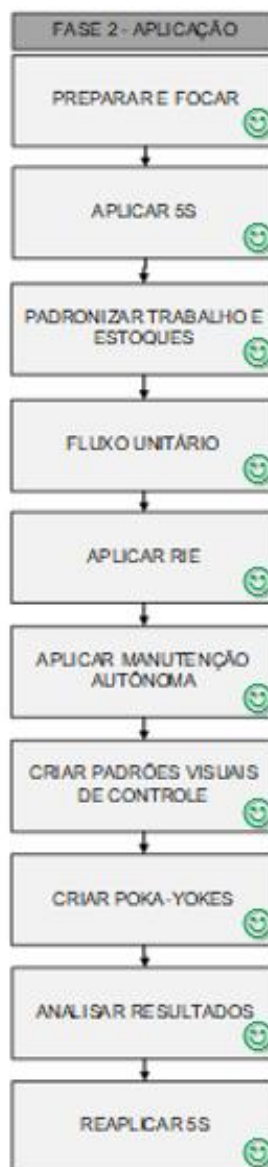 FASE 2 - APLICAÇÃO
PREPARAR E FOCAR
APLICAR 5S
PADRONIZAR TRABALHO E
ESTOQUES
FLUXO UNITÁRIO
APLICAR RIE
APLICAR MANUTENÇÃO
AUTÔNOMA
CRIAR PADRÕES VISUAIS
DE CONTROLE
CRIAR POKA-YOKES
ANALISAR RESULTADOS
REAPLICAR 5S